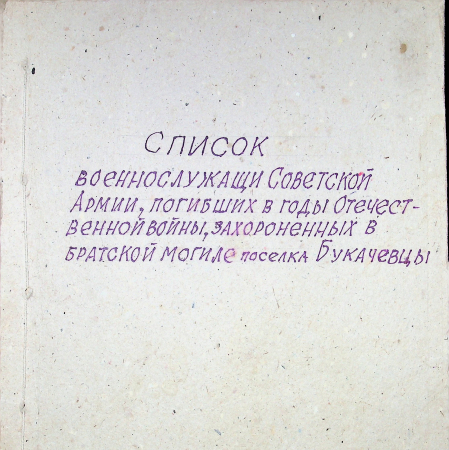 Список
военнослужащи Советской
Армии, погибших в годы Отечест-
венной войны, захороненных в
братской могиле поселка Букачевцы